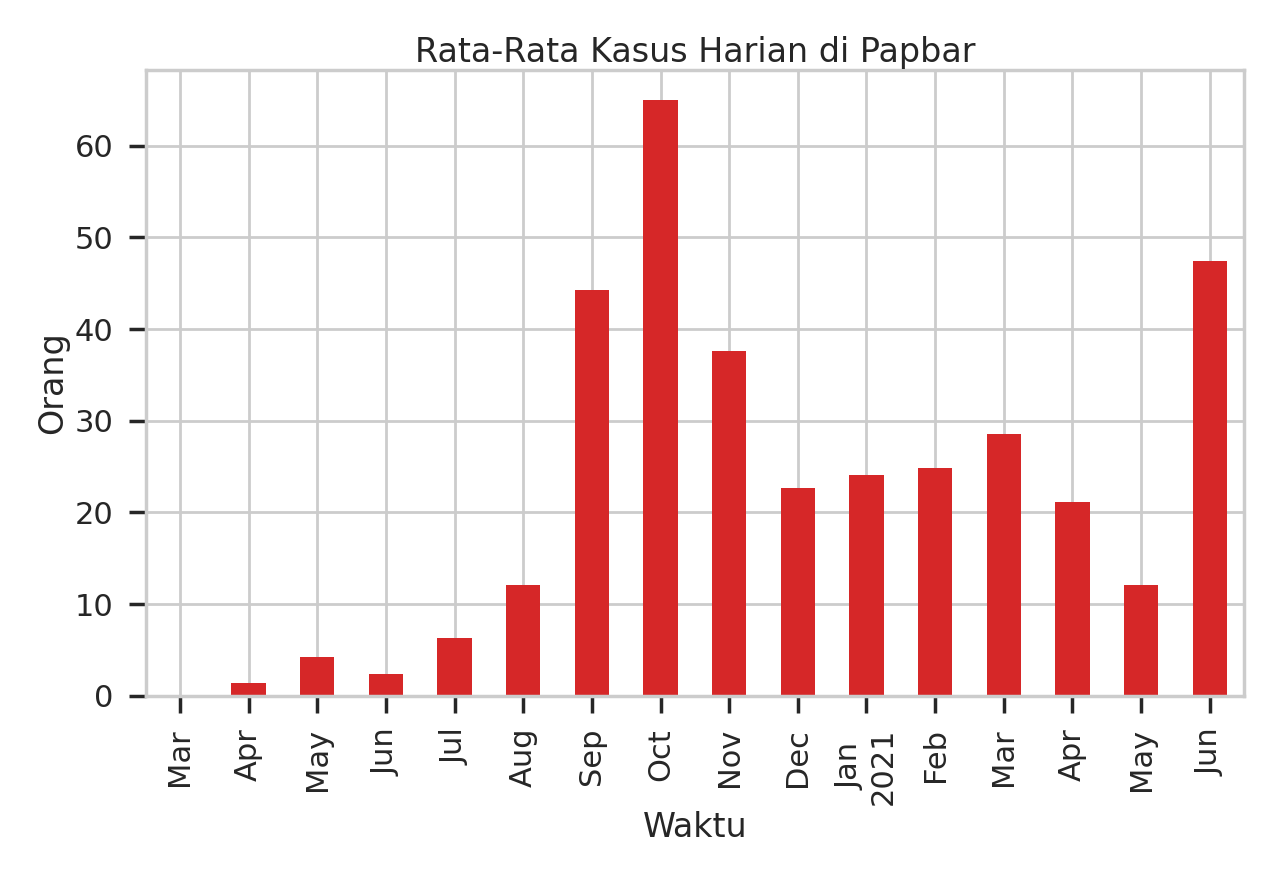 Rata-Rata Kasus Harian di Papbar
Orang
60
50
40
30
20
10
0
Mar
Apr
May
Jun
Jul
Aug
Sep
Oct
Nov
Dec
Jan
2021
Feb
Mar
Apr
May
Jun
Waktu